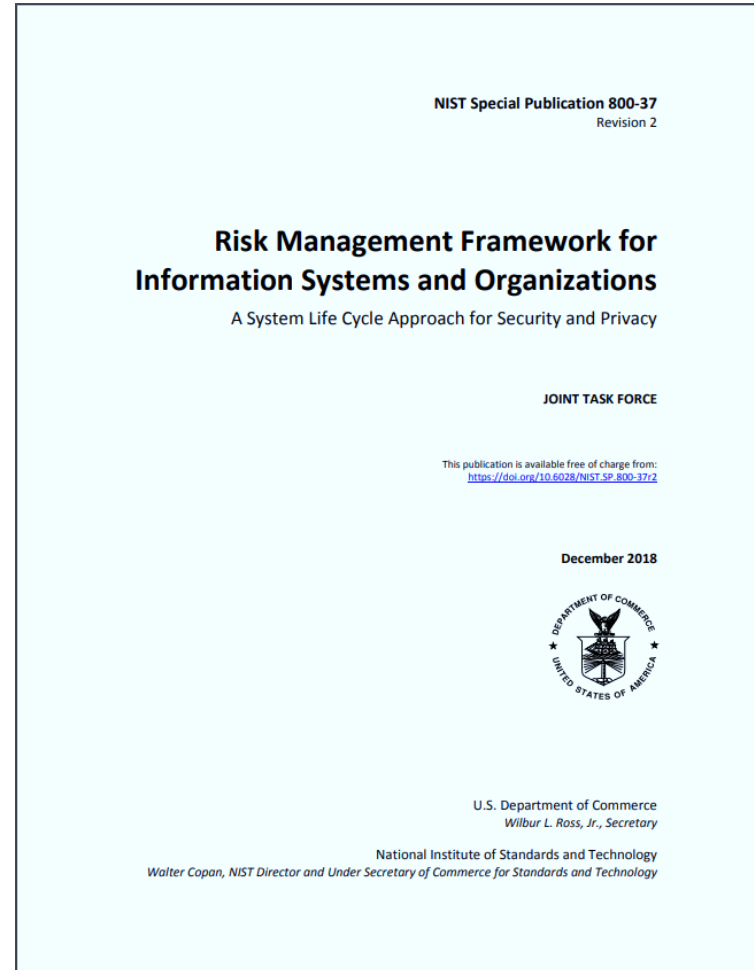 NIST Special Publication 800-37
Revision 2
Risk Management Framework for
Information Systems and Organizations
A System Life Cycle Approach for Security and Privacy
JOINT TASK FORCE
This publication is available free of charge from:
https://doi.org/10.6028/NIST.SP.800-37r2
December 2018
DEPARTMENT OF COMMERCE
UNITED STATES OF AMERICA
U.S. Department of Commerce
Wilbur L. Ross, Jr., Secretary
National Institute of Standards and Technology
Walter Copan, NIST Director and Under Secretary of Commerce for Standards and Technology